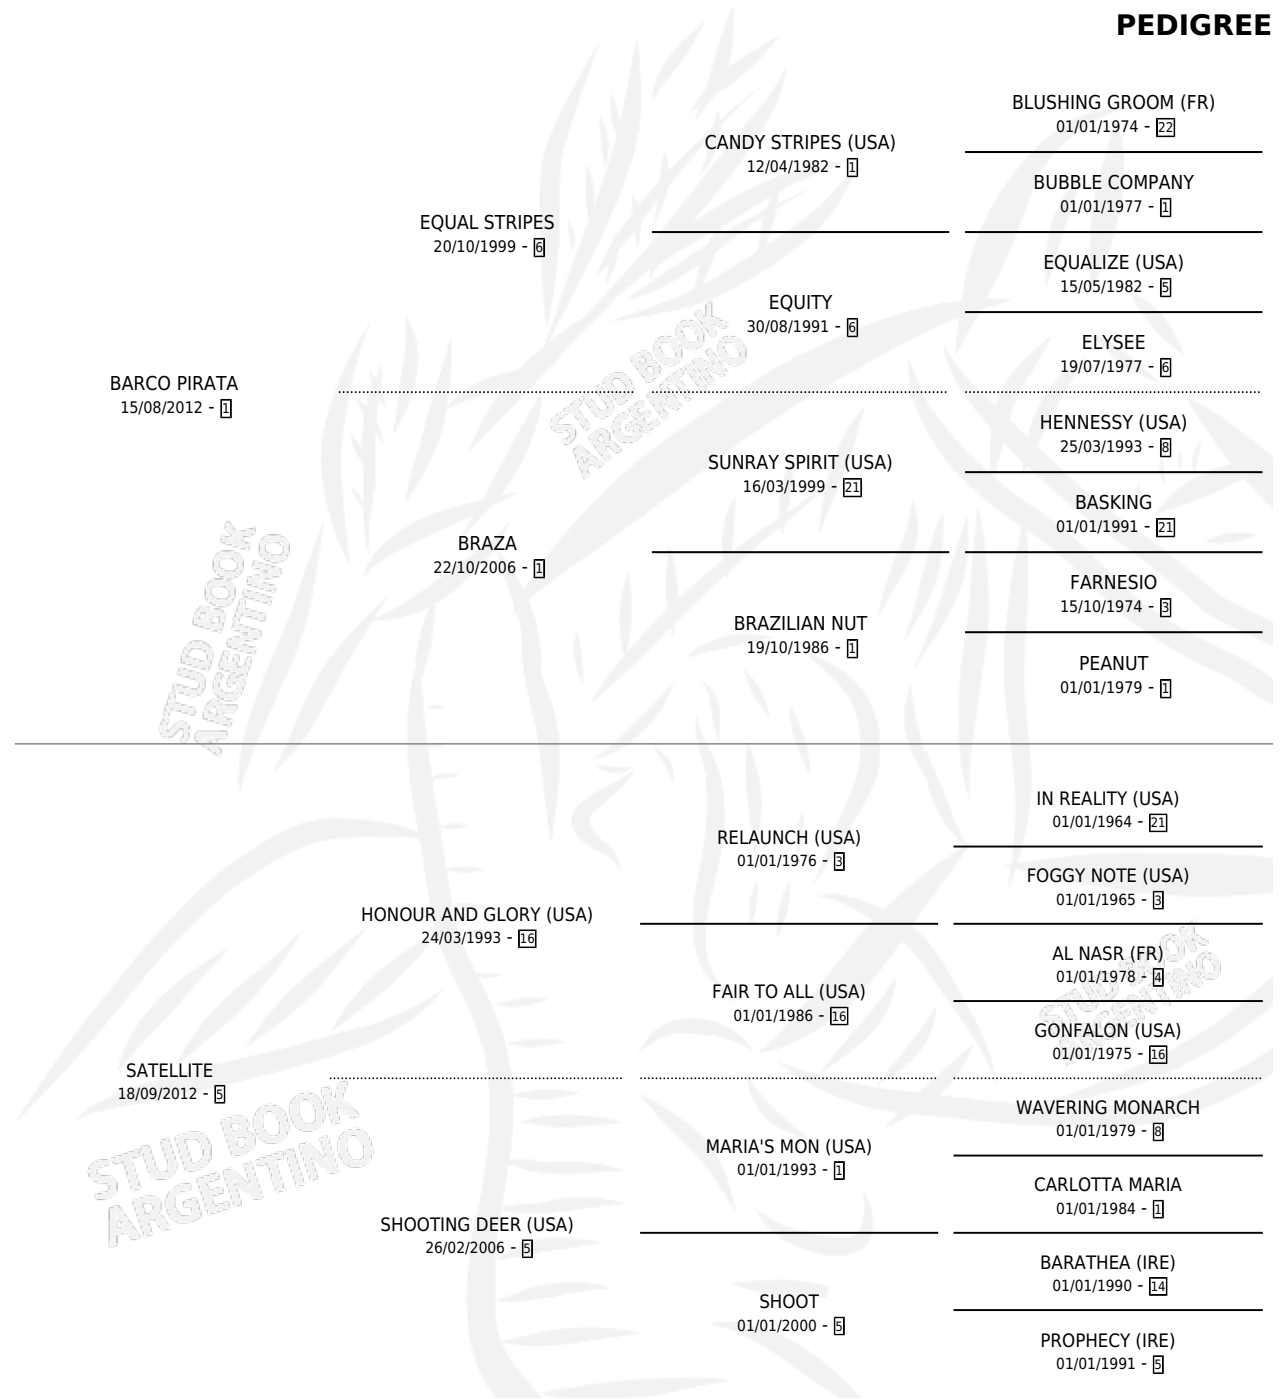 PEDIGREE
BLUSHING GROOM (FR)
01/01/1974 - 22
CANDY STRIPES (USA)
12/04/1982 - 1
BUBBLE COMPANY
01/01/1977 - 1
EQUAL STRIPES
20/10/1999 - 6
EQUALIZE (USA)
15/05/1982 - 5
EQUITY
30/08/1991 - 6
ELYSEE
19/07/1977 - 6
BARCO PIRATA
15/08/2012 - 1
STUD BOOK
ARGENTINO
HENNESSY (USA)
25/03/1993 - 8
SUNRAY SPIRIT (USA)
16/03/1999 - 21
BASKING
01/01/1991 - 21
BRAZA
22/10/2006 - 1
FARNESIO
15/10/1974 - 3
BRAZILIAN NUT
19/10/1986 - 1
PEANUT
01/01/1979 - 1
STUD BOOK
ARGENTINO
IN REALITY (USA)
01/01/1964 - 21
RELAUNCH (USA)
01/01/1976 - 3
FOGGY NOTE (USA)
01/01/1965 - 3
HONOUR AND GLORY (USA)
24/03/1993 - 16
AL NASR (FR)
01/01/1978 - 4
FAIR TO ALL (USA)
01/01/1986 - 16
GONFALON (USA)
01/01/1975 - 16
STUD BOOK
ARGENTINO
SATELLITE
18/09/2012 - 5
WAVERING MONARCH
01/01/1979 - 8
MARIA'S MON (USA)
01/01/1993 - 1
CARLOTTA MARIA
01/01/1984 - 1
STUD BOOK
ARGENTINO
SHOOTING DEER (USA)
26/02/2006 - 5
BARATHEA (IRE)
01/01/1990 - 14
SHOOT
01/01/2000 - 5
PROPHECY (IRE)
01/01/1991 - 5